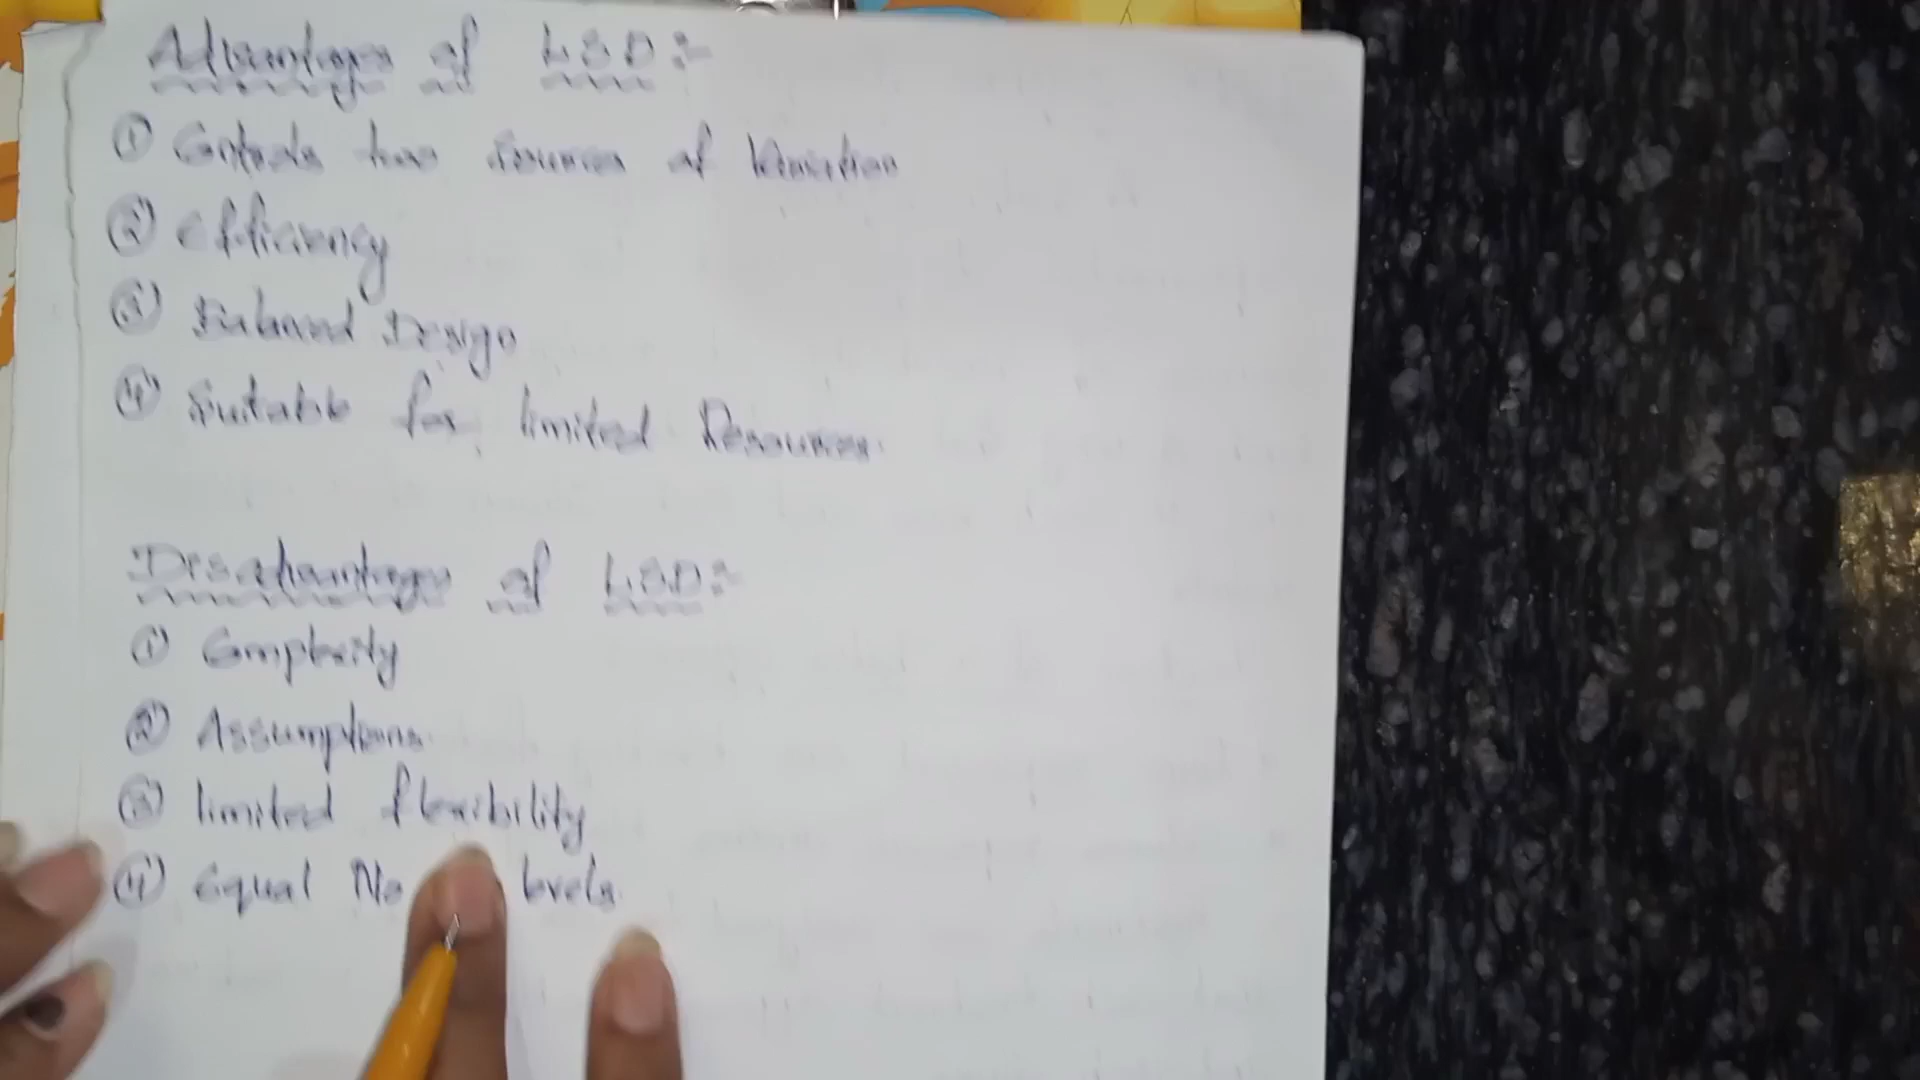 Advantages of LSD:-
① Controls two sources of Variation
② Efficiency
③ Balanced Design
④ Suitable for limited Resources.
Disadvantages of LSD:-
① Complexity
② Assumptions
③ limited flexibility
④ Equal No levels.